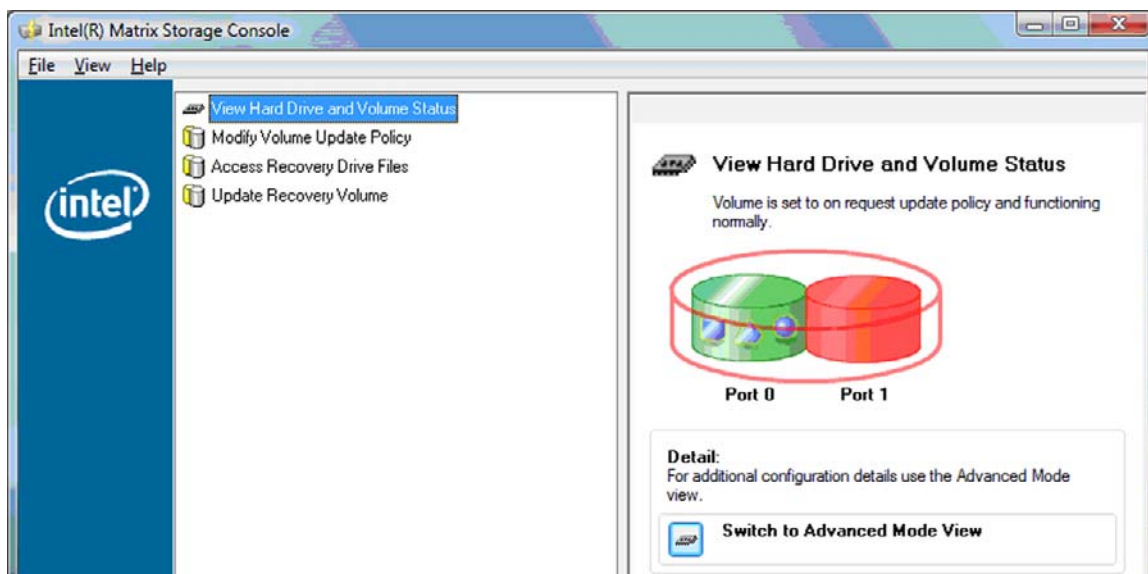 Intel(R) Matrix Storage Console
File View Help
intel
View Hard Drive and Volume Status
Modify Volume Update Policy
Access Recovery Drive Files
Update Recovery Volume
View Hard Drive and Volume Status
Volume is set to on request update policy and functioning
normally.
Port 0 Port 1
Detail:
For additional configuration details use the Advanced Mode
view.
Switch to Advanced Mode View